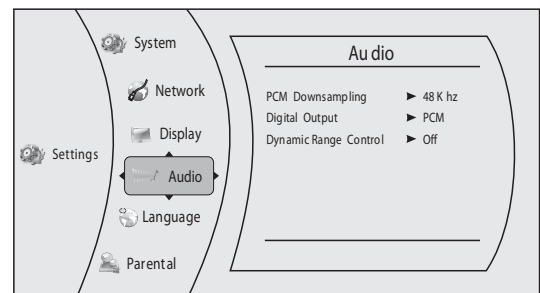 Settings
System
Network
Display
Audio
Language
Parental
Au dio
PCM Downsampling ► 48 K hz
Digital Output ► PCM
Dynamic Range Control ► Off